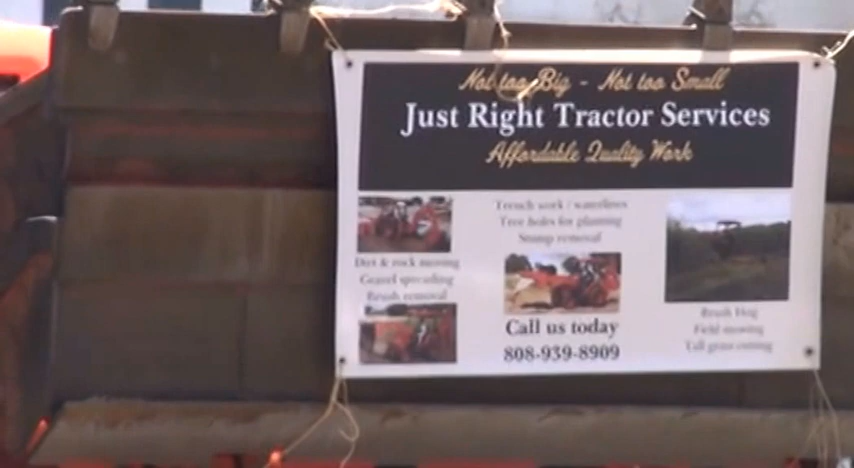 Not too Big - Not too Small
Just Right Tractor Services
Affordable Quality Work
Trench work / waterlines
Tree holes for planting
Stump removal
Dirt & rock moving
Gravel spreading
Brush removal
Call us today
808-939-8909
Brush Hog
Field mowing
Tall grass cutting